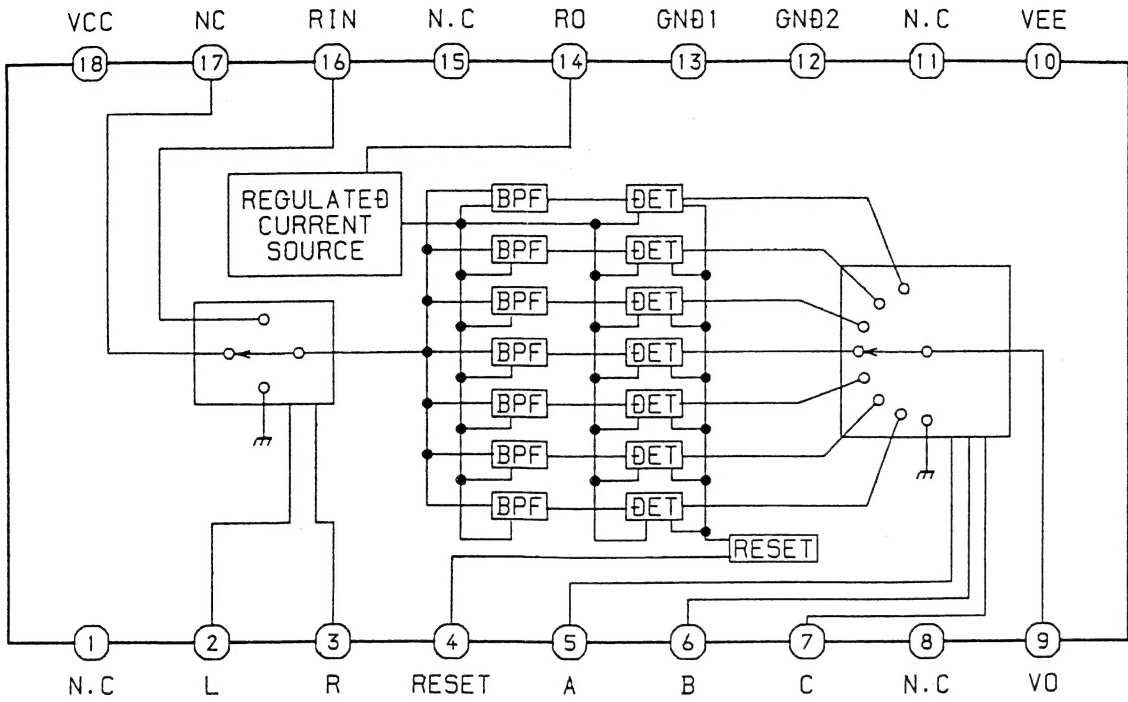 VCC NC RIN N.C RO GND1 GND2 N.C VEE
18 17 16 15 14 13 12 11 10
REGULATED
CURRENT
SOURCE
BPF DET
BPF DET
BPF DET
BPF DET
BPF DET
BPF DET
BPF DET
RESET
1 2 3 4 5 6 7 8 9
N.C L R RESET A B C N.C VO